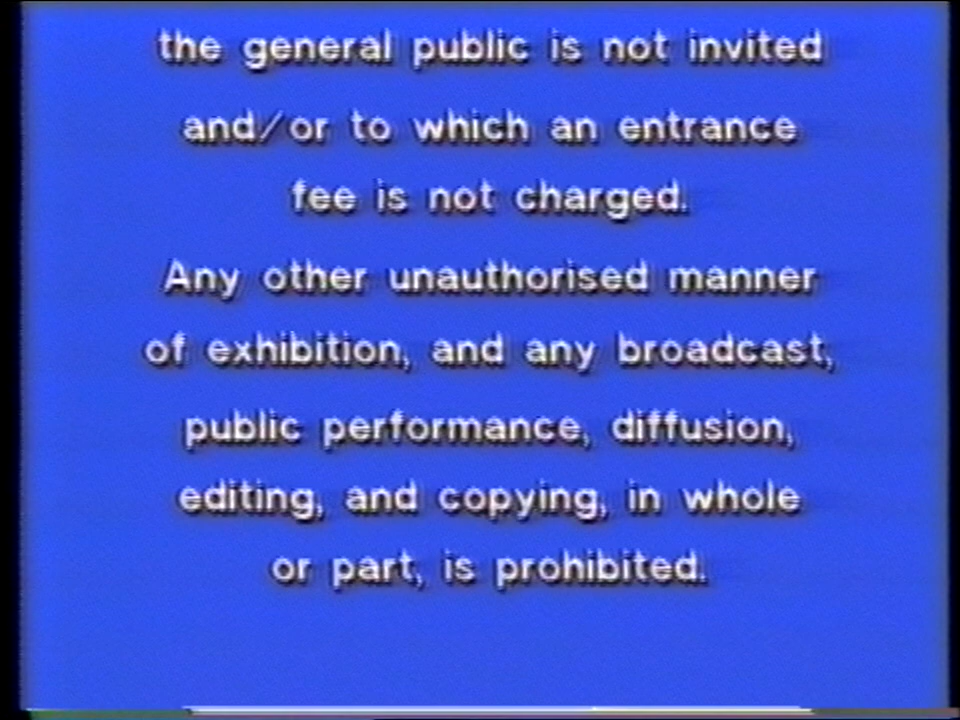 the general public is not invited
and/or to which an entrance
fee is not charged.
Any other unauthorised manner
of exhibition, and any broadcast,
public performance, diffusion,
editing, and copying, in whole
or part, is prohibited.